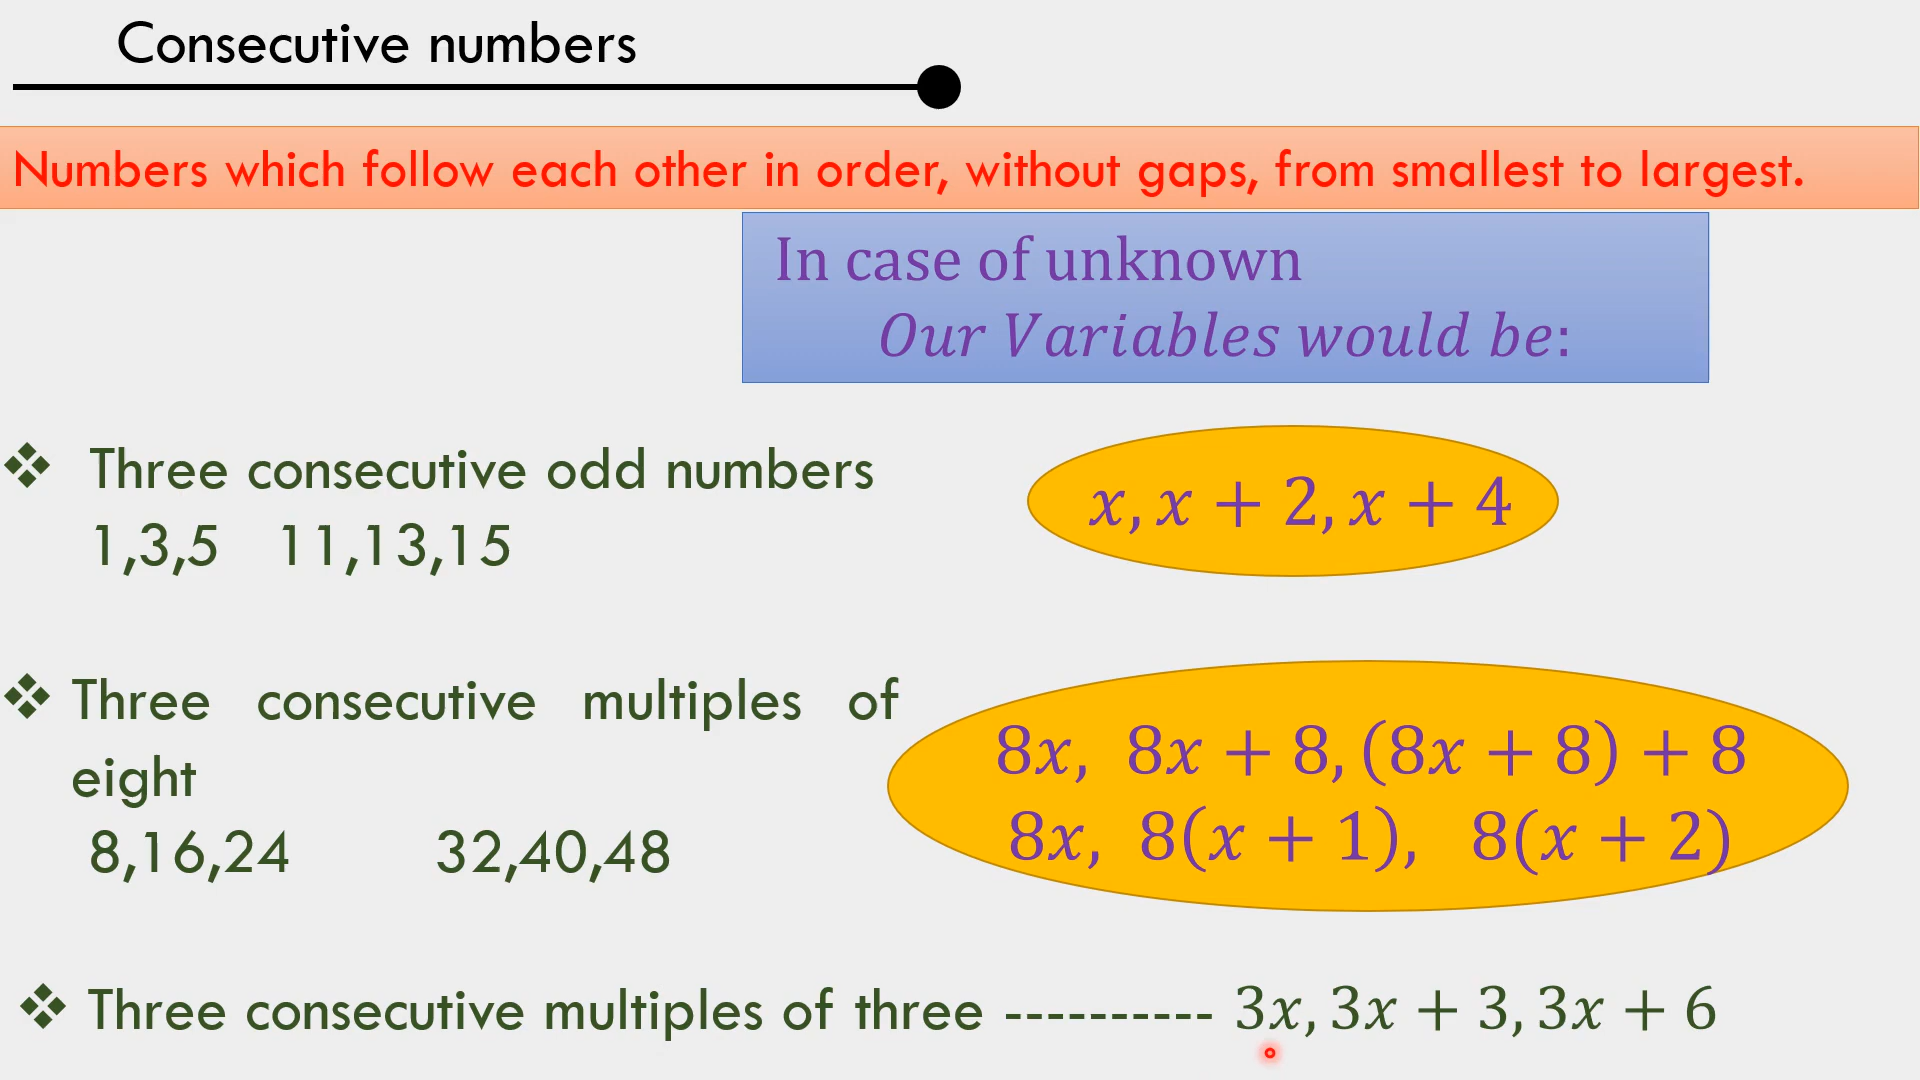 Consecutive numbers
Numbers which follow each other in order, without gaps, from smallest to largest.
In case of unknown
Our Variables would be:
❖ Three consecutive odd numbers
1,3,5 11,13,15
x, x + 2, x + 4
❖ Three consecutive multiples of
eight
8,16,24 32,40,48
8x, 8x + 8, (8x + 8) + 8
8x, 8(x + 1), 8(x + 2)
❖ Three consecutive multiples of three ---------- 3x, 3x + 3, 3x + 6